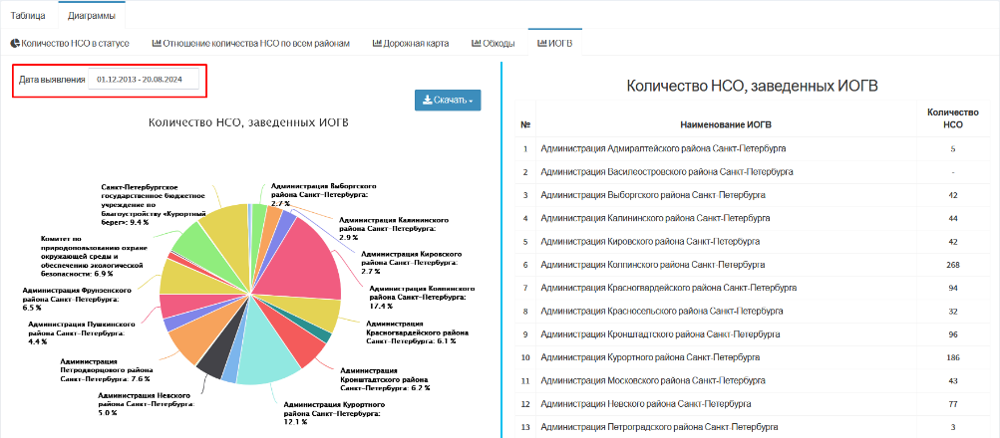 Таблица
Диаграммы
Количество НСО в статусе
Отношение количества НСО по всем районам
Дорожная карта
Обходы
ИОГВ
Дата выявления
01.12.2013 - 20.08.2024
Скачать
Количество НСО, заведенных ИОГВ
Санкт-Петербургское
государственное бюджетное
учреждение по
благоустройству «Курортный
берег»: 9.4 %
Комитет по
природопользованию охране
окружающей среды и
обеспечению экологической
безопасности: 6.9 %
Администрация Фрунзенского
района Санкт-Петербурга:
6.5 %
Администрация Пушкинского
района Санкт-Петербурга:
4.4 %
Администрация
Петродворцового района
Санкт-Петербурга: 7.6 %
Администрация Невского
района Санкт-Петербурга:
5.0 %
Администрация Выборгского
района Санкт-Петербурга:
2.7 %
Администрация Калининского
района Санкт-Петербурга:
2.9 %
Администрация Кировского
района Санкт-Петербурга:
2.7 %
Администрация Колпинского
района Санкт-Петербурга:
17.4 %
Администрация
Красногвардейского района
Санкт-Петербурга: 6.1 %
Администрация
Кронштадтского района
Санкт-Петербурга: 6.2 %
Администрация Курортного
района Санкт-Петербурга:
12.1 %
Количество НСО, заведенных ИОГВ
№ Наименование ИОГВ Количество НСО
1 Администрация Адмиралтейского района Санкт-Петербурга 5
2 Администрация Василеостровского района Санкт-Петербурга -
3 Администрация Выборгского района Санкт-Петербурга 42
4 Администрация Калининского района Санкт-Петербурга 44
5 Администрация Кировского района Санкт-Петербурга 42
6 Администрация Колпинского района Санкт-Петербурга 268
7 Администрация Красногвардейского района Санкт-Петербурга 94
8 Администрация Красносельского района Санкт-Петербурга 32
9 Администрация Кронштадтского района Санкт-Петербурга 96
10 Администрация Курортного района Санкт-Петербурга 186
11 Администрация Московского района Санкт-Петербурга 43
12 Администрация Невского района Санкт-Петербурга 77
13 Администрация Петроградского района Санкт-Петербурга 3